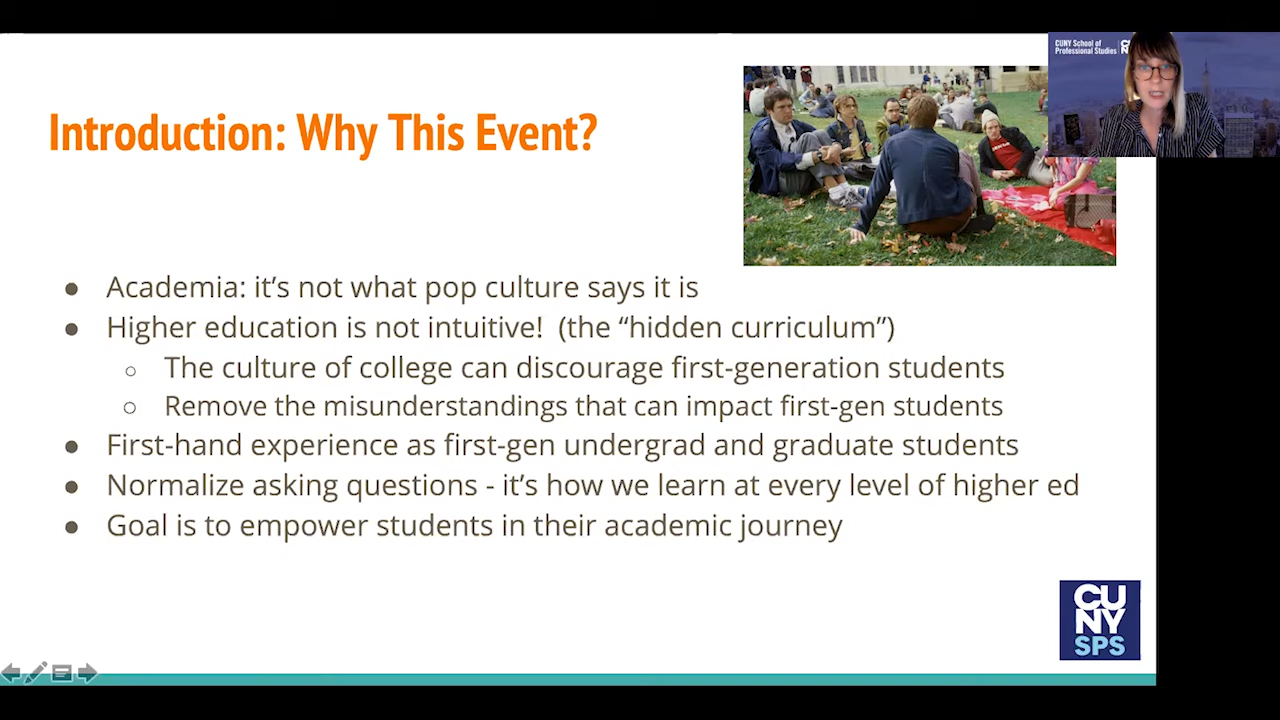 CUNY School of
Professional Studies
Introduction: Why This Event?
● Academia: it’s not what pop culture says it is
● Higher education is not intuitive!  (the “hidden curriculum”)
○ The culture of college can discourage first-generation students
○ Remove the misunderstandings that can impact first-gen students
● First-hand experience as first-gen undergrad and graduate students
● Normalize asking questions - it’s how we learn at every level of higher ed
● Goal is to empower students in their academic journey
CU
NY
SPS